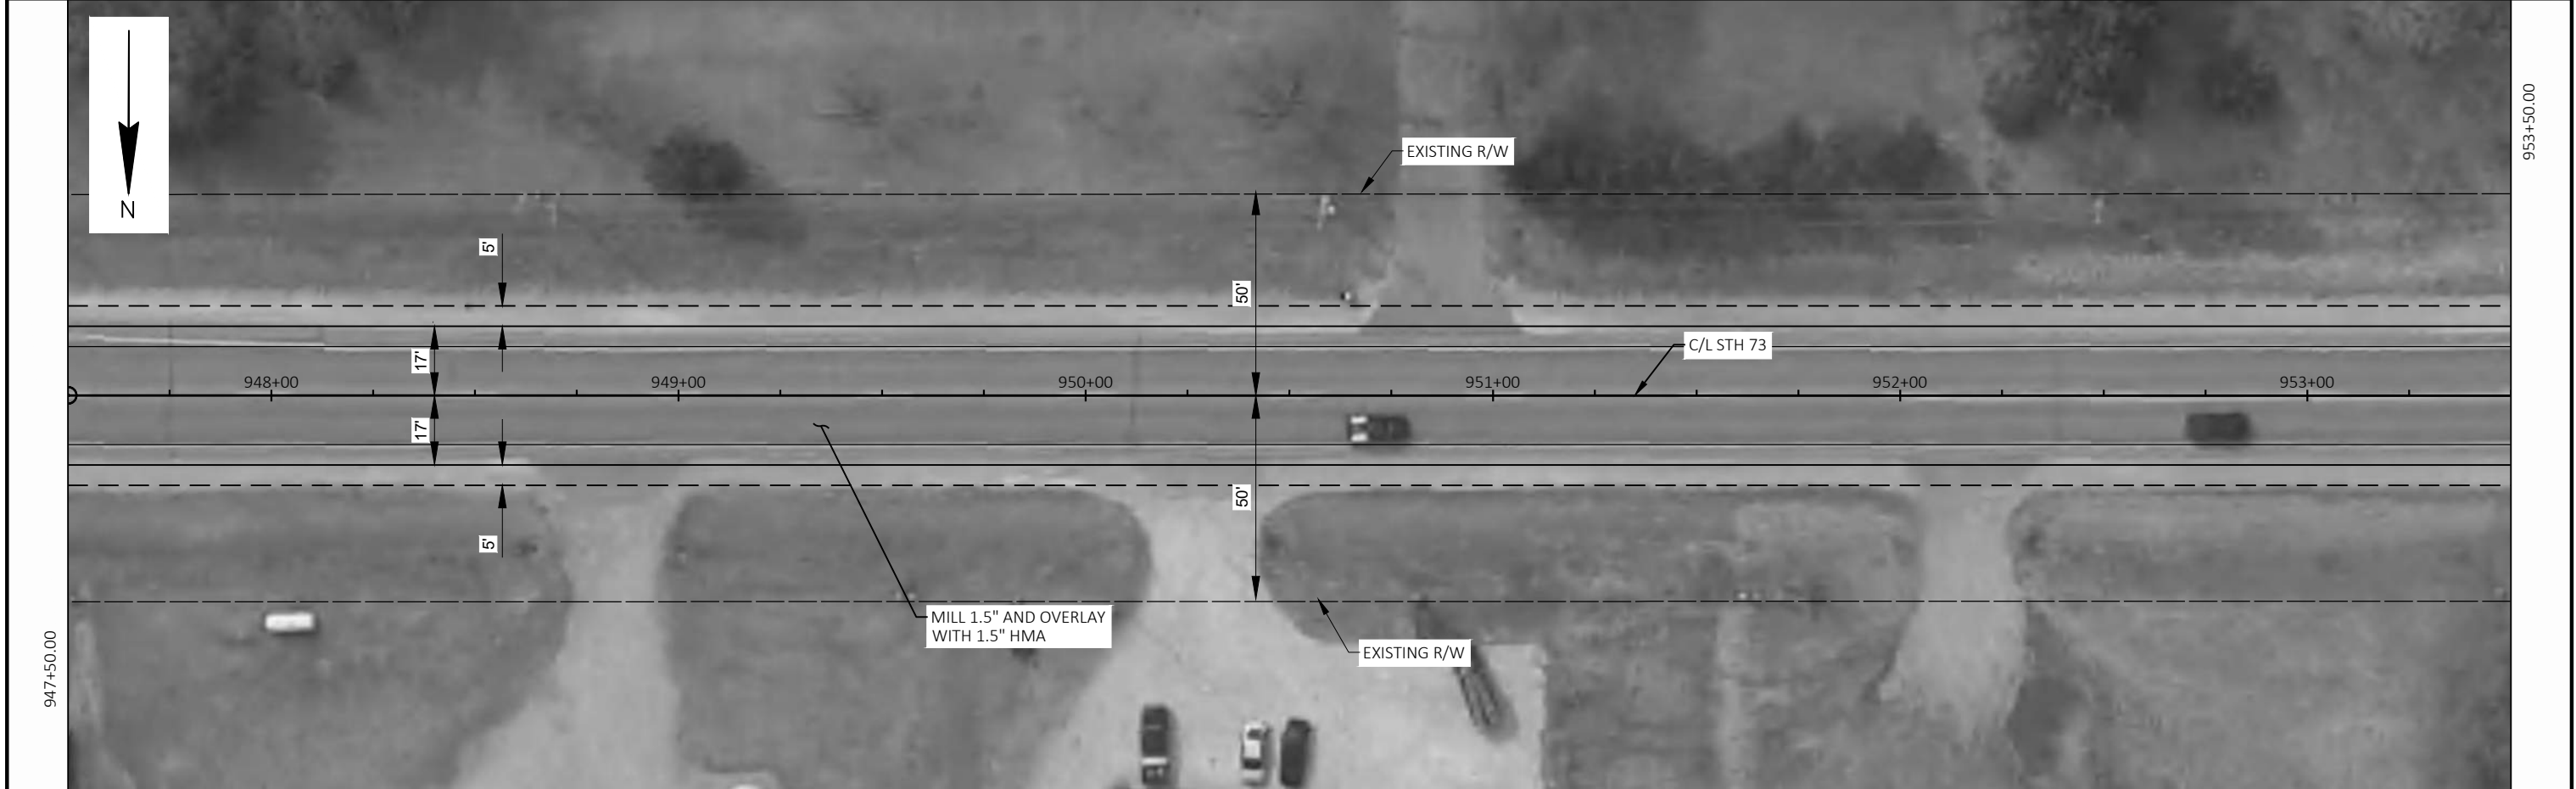 N
953+50.00
EXISTING R/W
5'
50'
17'
C/L STH 73
948+00
949+00
950+00
951+00
952+00
953+00
17'
50'
5'
MILL 1.5" AND OVERLAY
WITH 1.5" HMA
EXISTING R/W
947+50.00